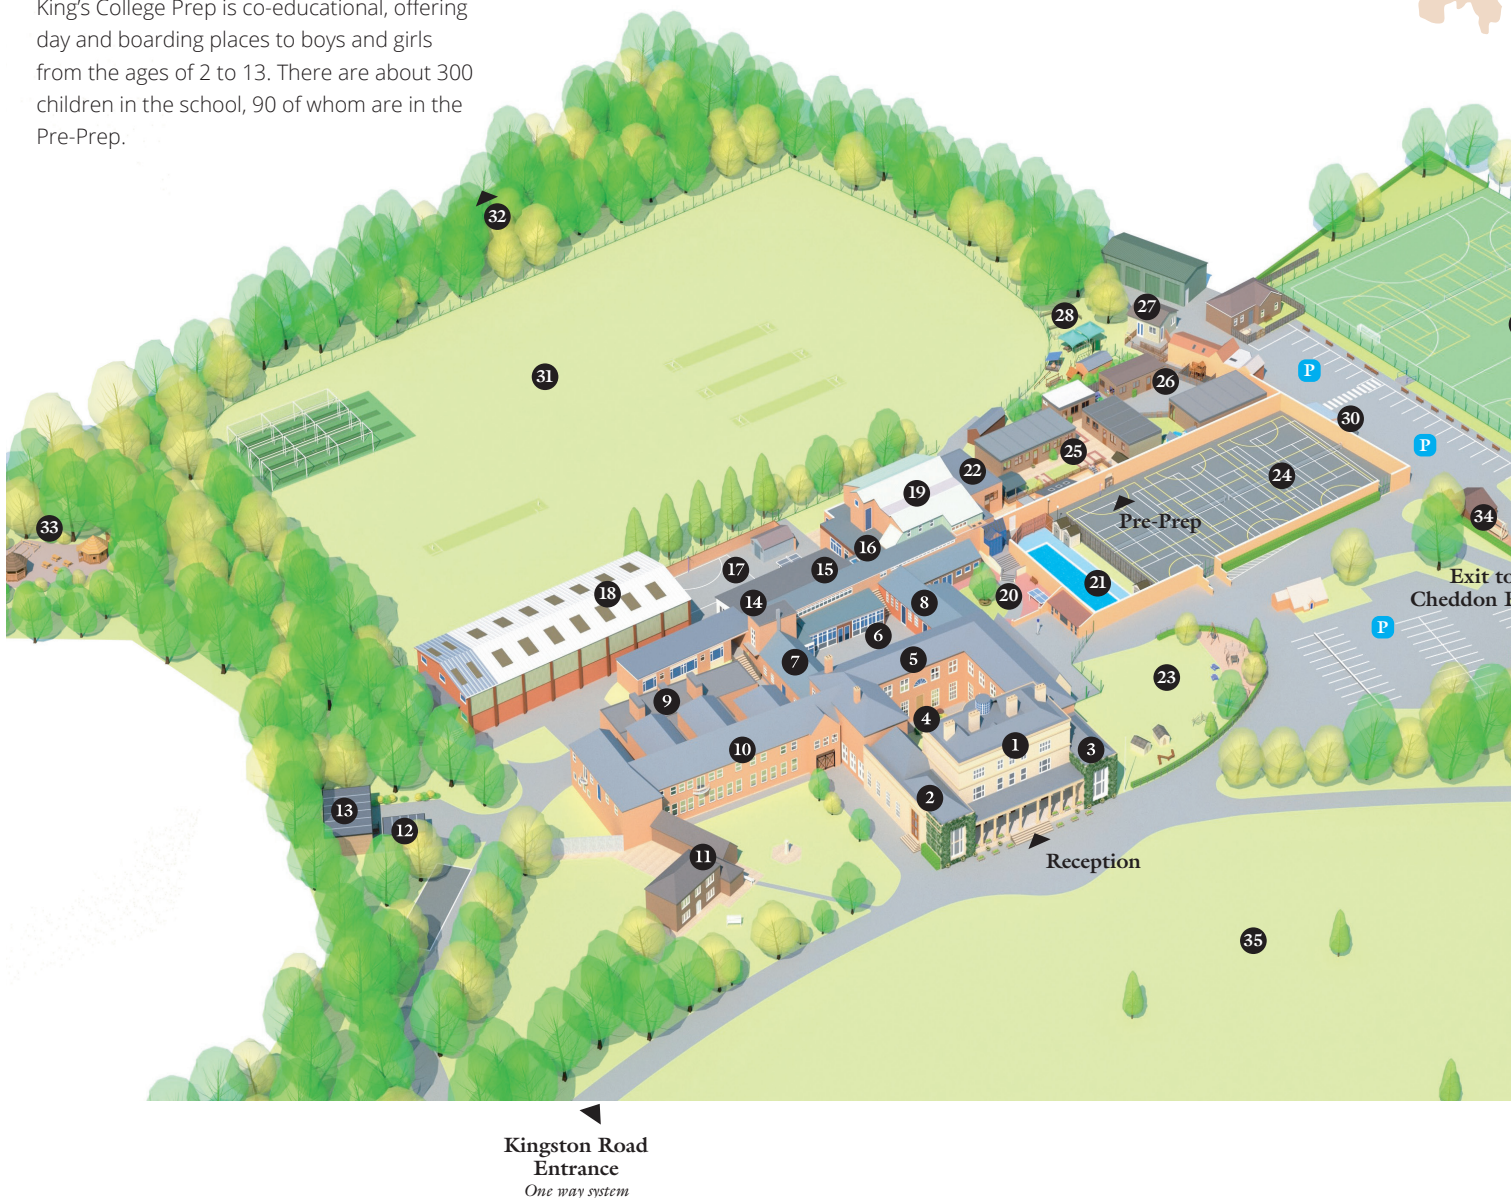 King's College Prep is co-educational, offering
day and boarding places to boys and girls
from the ages of 2 to 13. There are about 300
children in the school, 90 of whom are in the
Pre-Prep.
32
28
27
P
31
26
30
P
25
22
24
19
33
Pre-Prep
34
16
15
17
Exit to
21
18
20
14
8
Cheddon
P
6
5
7
23
9
4
1
10
3
2
13
12
11
Reception
35
Kingston Road
Entrance
One way system